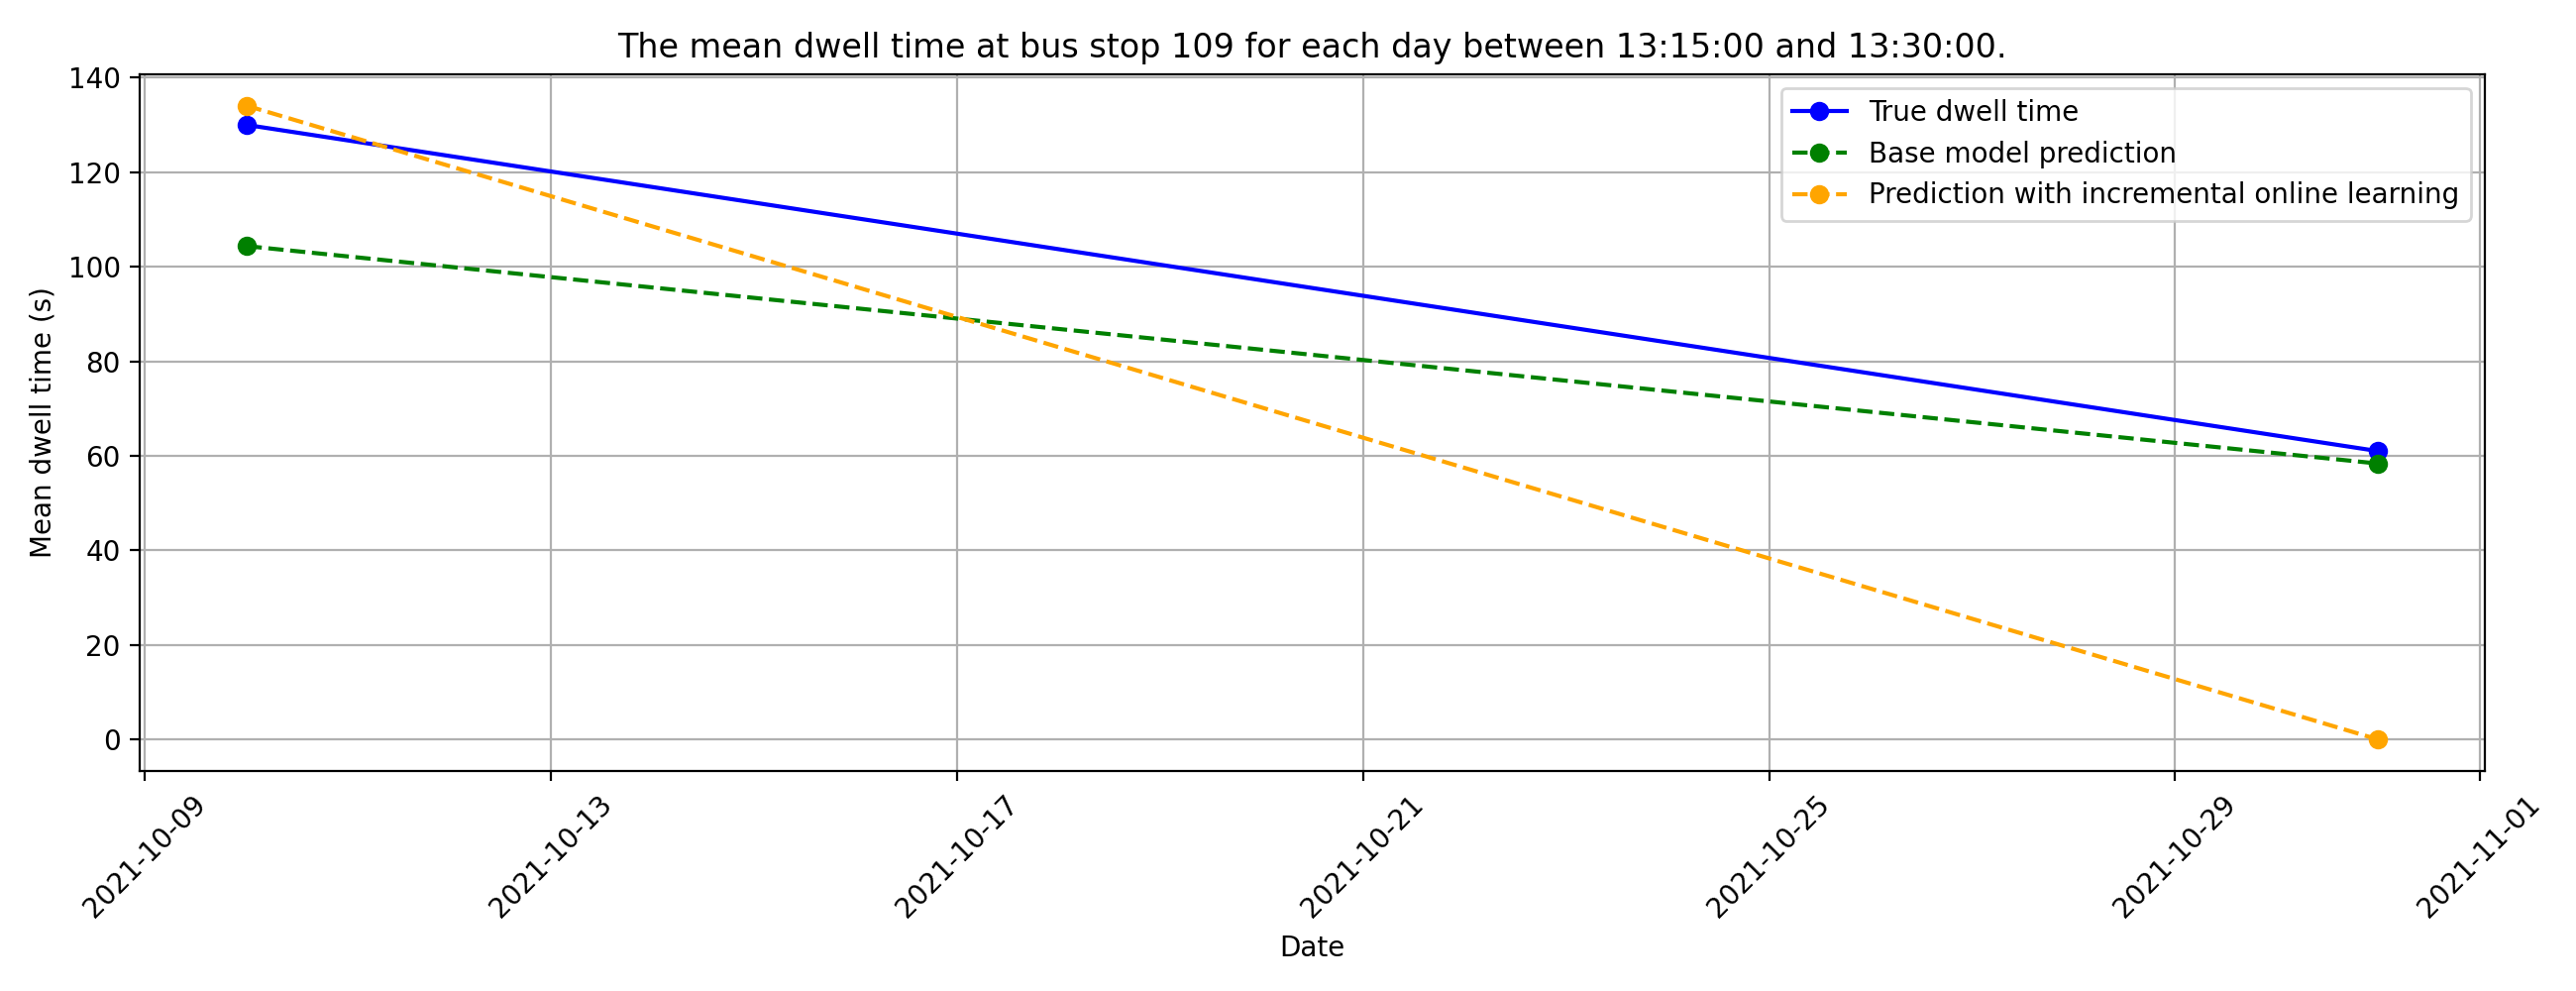 The mean dwell time at bus stop 109 for each day between 13:15:00 and 13:30:00.
True dwell time
Base model prediction
Prediction with incremental online learning
Mean dwell time (s)
140
120
100
80
60
40
20
0
2021-10-09
2021-10-13
2021-10-17
2021-10-21
2021-10-25
2021-10-29
2021-11-01
Date